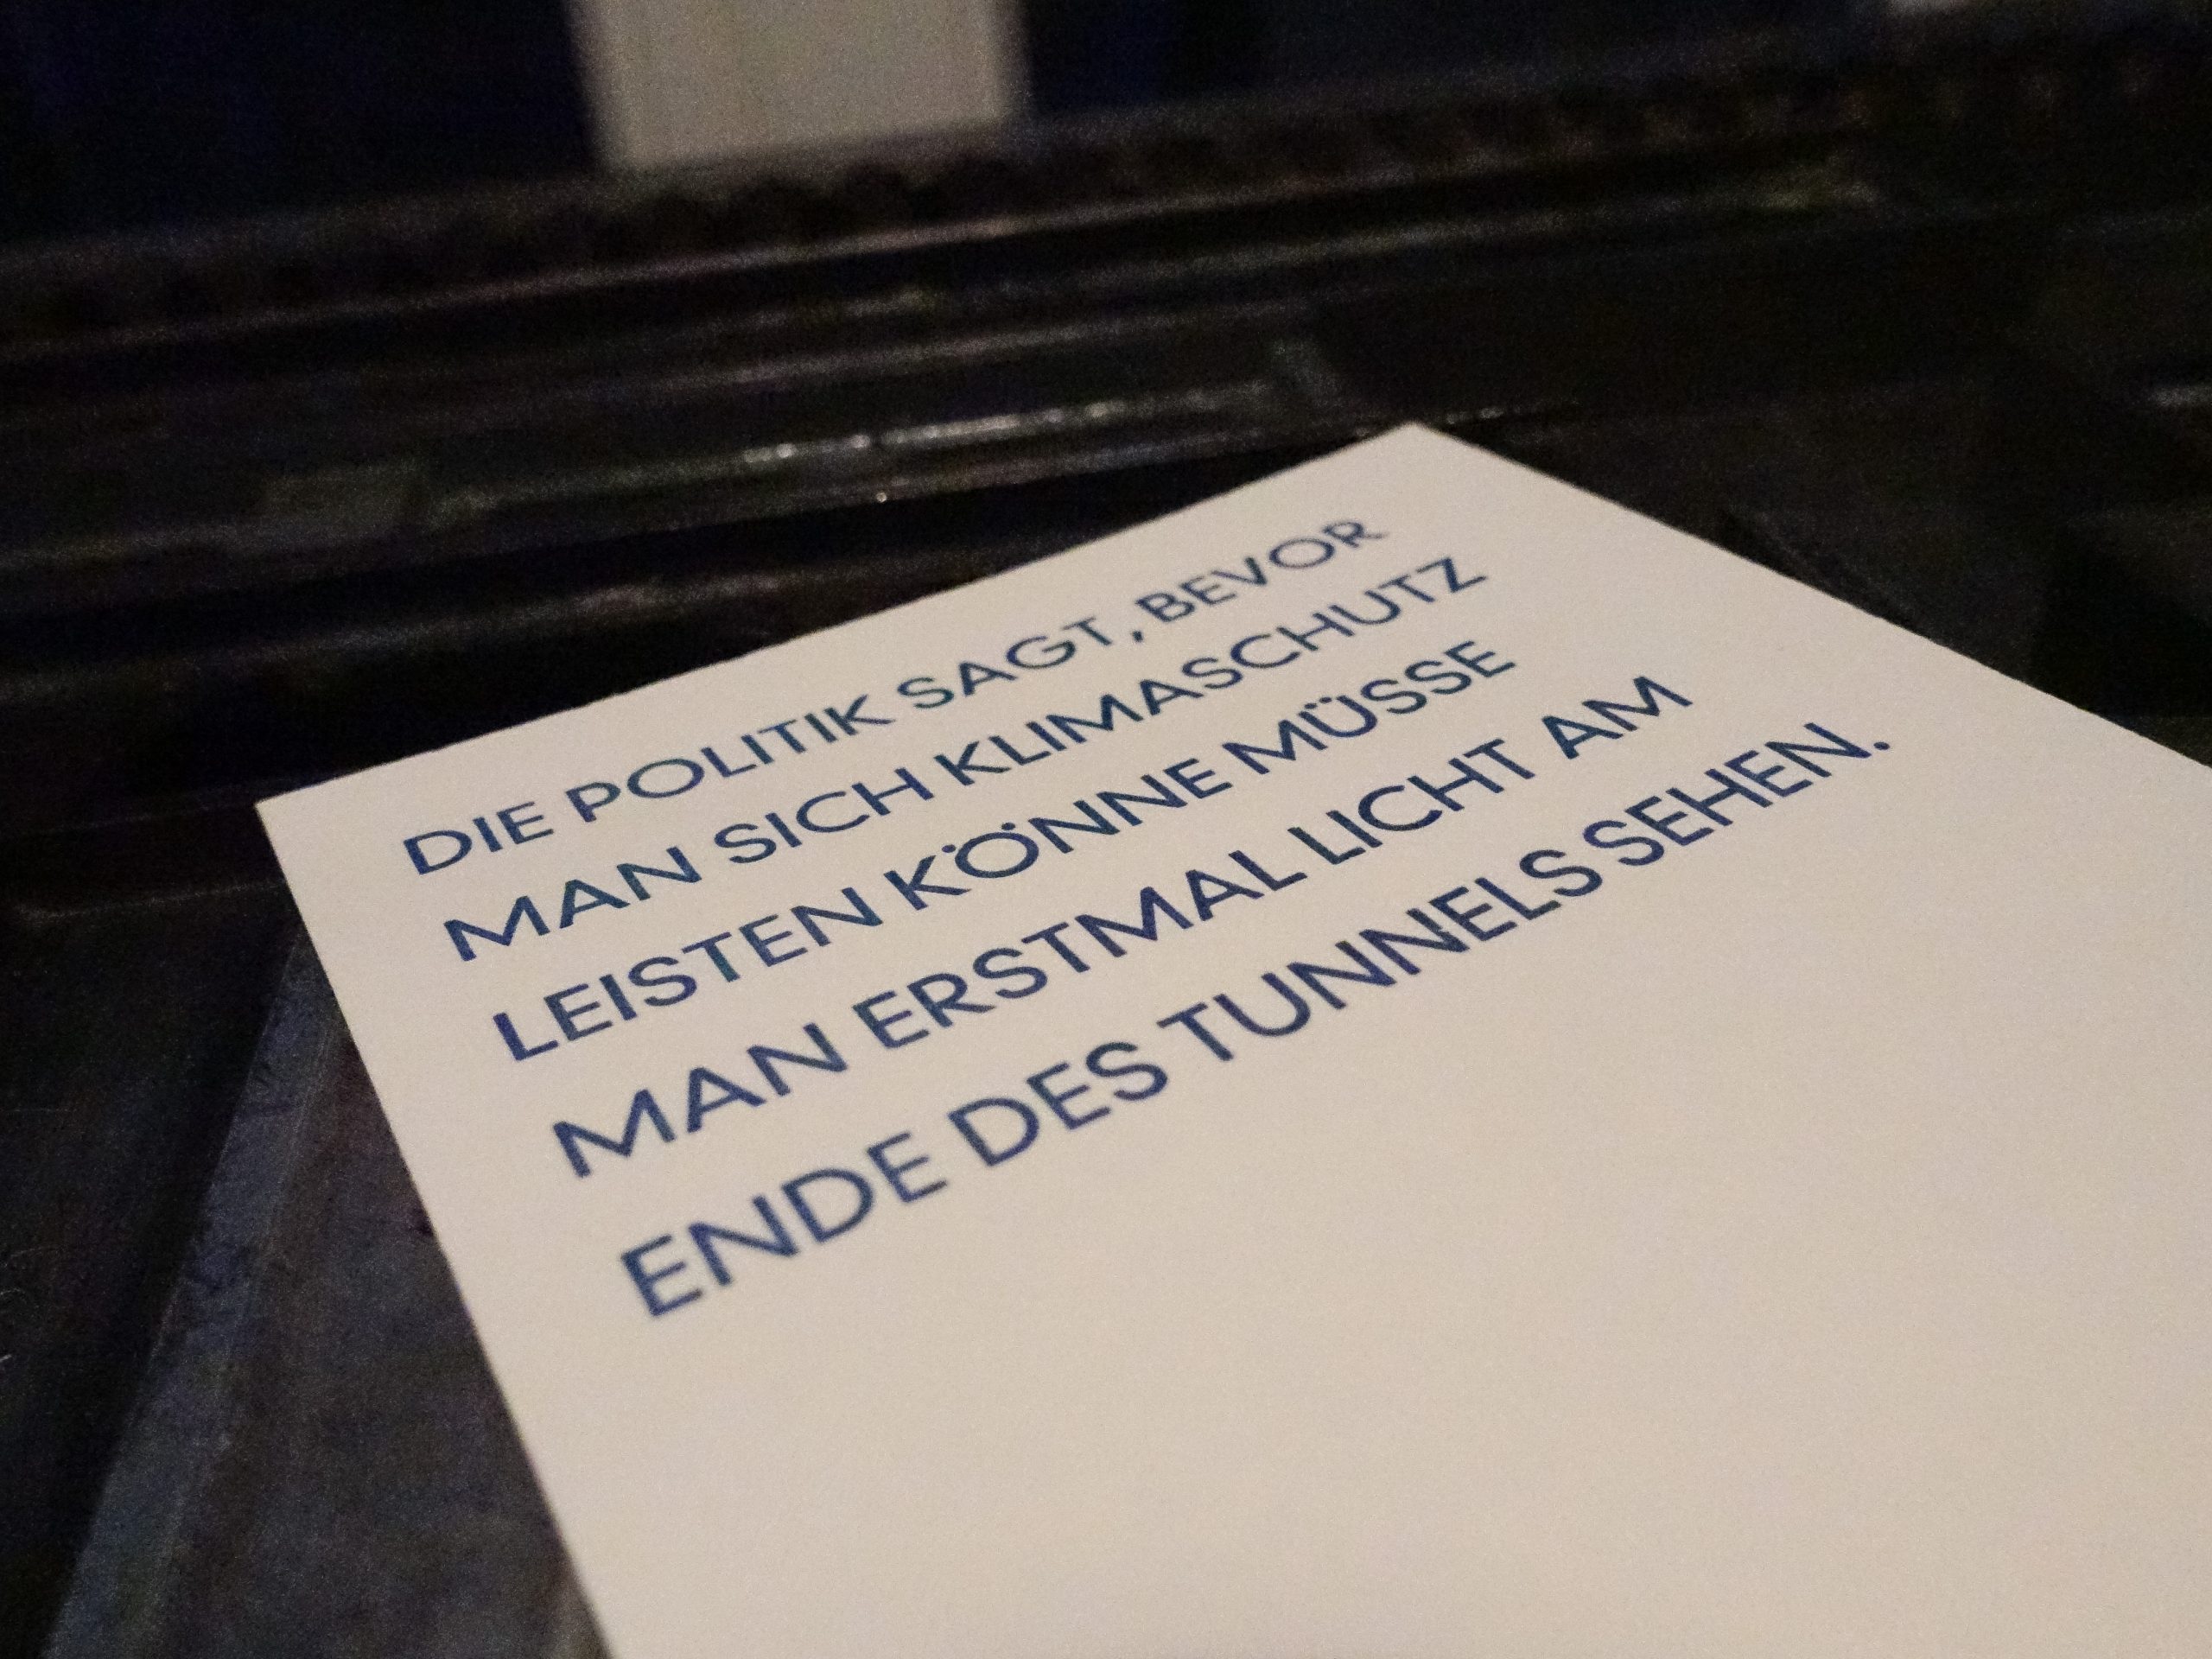 DIE POLITIK SAGT, BEVOR
MAN SICH KLIMASCHUTZ
LEISTEN KÖNNE MÜSSE
MAN ERSTMAL LICHT AM
ENDE DES TUNNELS SEHEN.